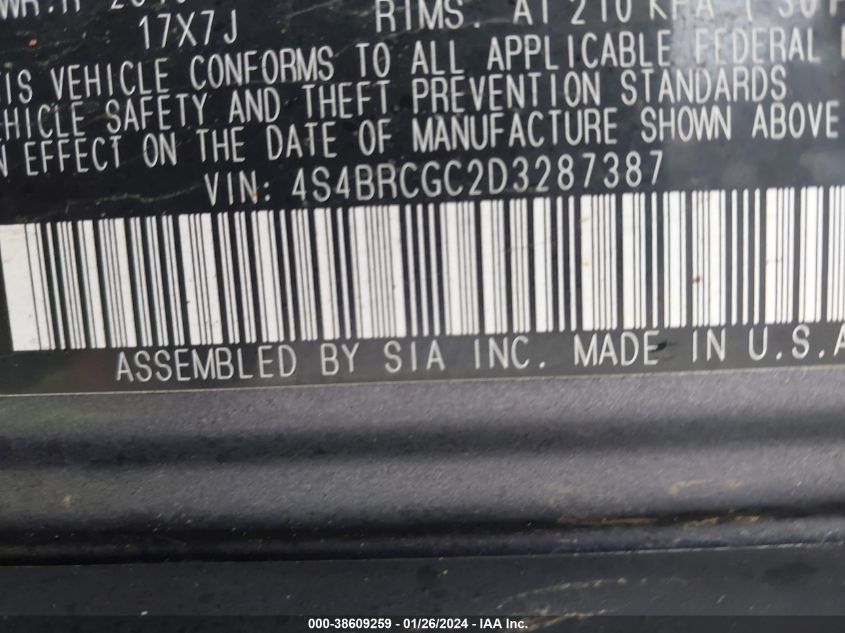 17X7J RIMS. AT 210 KPA
IS VEHICLE CONFORMS TO ALL APPLICABLE FEDERAL
VEHICLE SAFETY AND THEFT PREVENTION STANDARDS
N EFFECT ON THE DATE OF MANUFACTURE SHOWN ABOVE
VIN: 4S4BRCGC2D3287387
ASSEMBLED BY SIA INC. MADE IN U.S.A
000-38609259 | 01/26/2024 | IAA Inc.